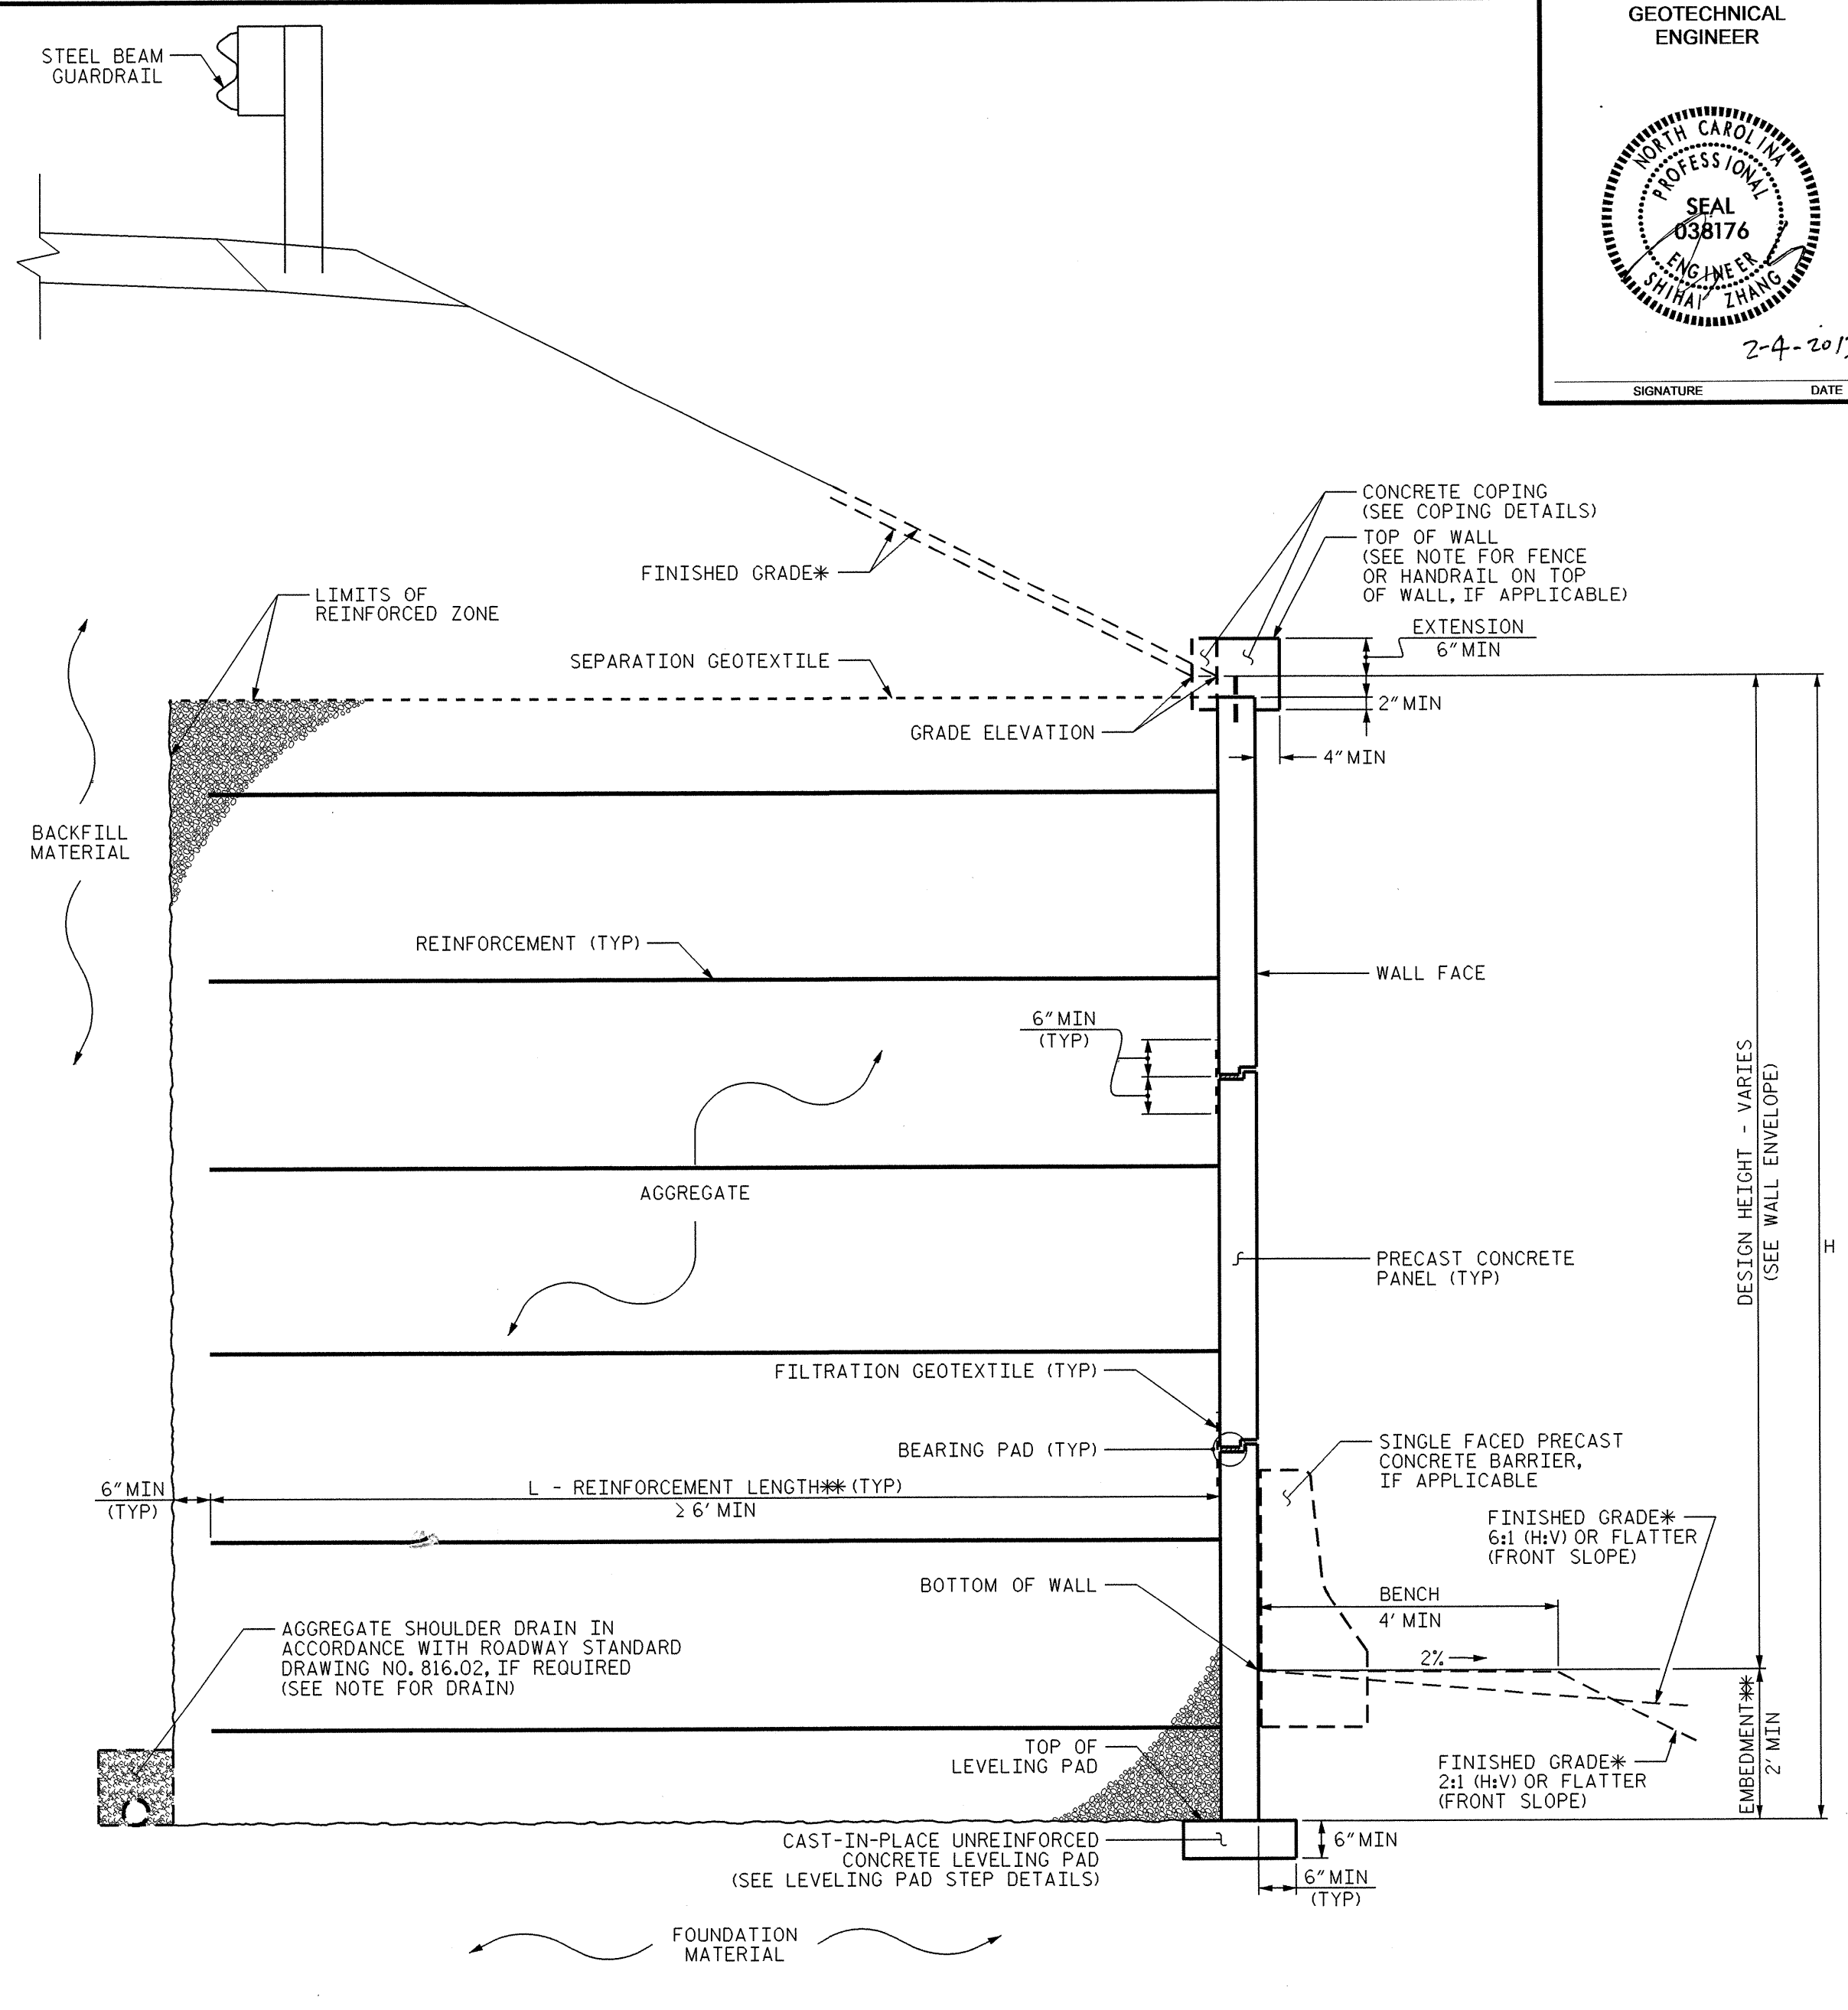 GEOTECHNICAL
ENGINEER
NORTH CAROLINA
PROFESSIONAL
SEAL
038176
ENGINEER
SHIHAI ZHANG
SIGNATURE DATE
STEEL BEAM
GUARDRAIL
CONCRETE COPING
(SEE COPING DETAILS)
TOP OF WALL
(SEE NOTE FOR FENCE
OR HANDRAIL ON TOP
OF WALL, IF APPLICABLE)
FINISHED GRADE*
LIMITS OF
REINFORCED ZONE
EXTENSION
6" MIN
SEPARATION GEOTEXTILE
2" MIN
GRADE ELEVATION
4" MIN
BACKFILL
MATERIAL
REINFORCEMENT (TYP)
WALL FACE
6" MIN
(TYP)
DESIGN HEIGHT - VARIES
(SEE WALL ENVELOPE)
H
AGGREGATE
PRECAST CONCRETE
PANEL (TYP)
FILTRATION GEOTEXTILE (TYP)
BEARING PAD (TYP)
SINGLE FACED PRECAST
CONCRETE BARRIER,
IF APPLICABLE
6" MIN
(TYP)
L - REINFORCEMENT LENGTH** (TYP)
≥ 6' MIN
FINISHED GRADE*
6:1 (H:V) OR FLATTER
(FRONT SLOPE)
BOTTOM OF WALL
BENCH
4' MIN
AGGREGATE SHOULDER DRAIN IN
ACCORDANCE WITH ROADWAY STANDARD
DRAWING NO. 816.02, IF REQUIRED
(SEE NOTE FOR DRAIN)
2%
EMBEDMENT**
2' MIN
TOP OF
LEVELING PAD
FINISHED GRADE*
2:1 (H:V) OR FLATTER
(FRONT SLOPE)
CAST-IN-PLACE UNREINFORCED
CONCRETE LEVELING PAD
(SEE LEVELING PAD STEP DETAILS)
6" MIN
6" MIN
(TYP)
FOUNDATION
MATERIAL